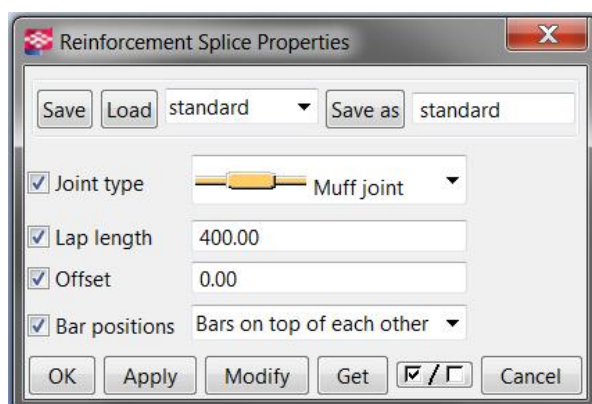 Reinforcement Splice Properties
Save Load standard Save as standard
Joint type Muff joint
Lap length 400.00
Offset 0.00
Bar positions Bars on top of each other
OK Apply Modify Get / Cancel